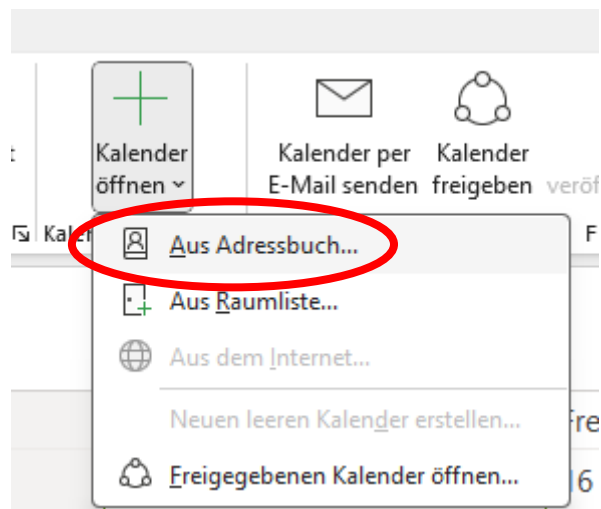 Kalender
öffnen
Kalender per
E-Mail senden
Kalender
freigeben
Aus Adressbuch...
Aus Raumliste...
Aus dem Internet...
Neuen leeren Kalender erstellen...
Freigegebenen Kalender öffnen...
16